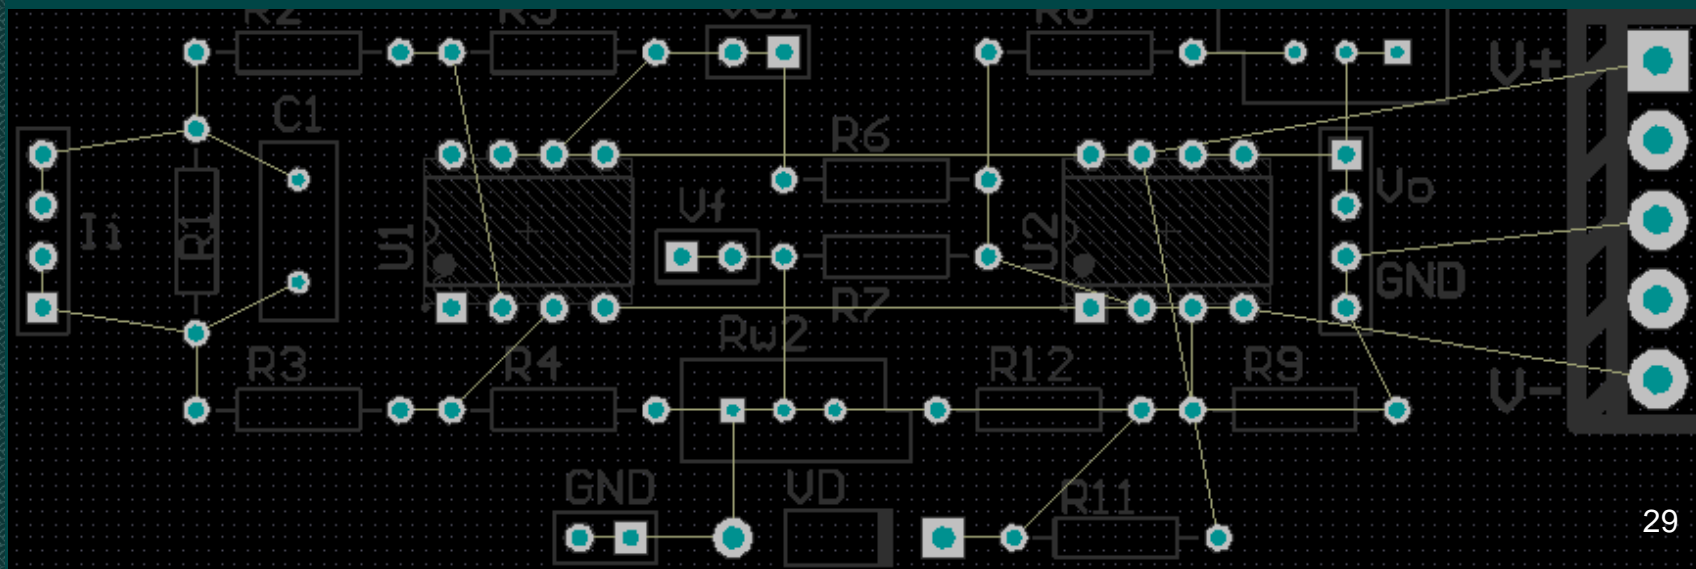 R2
R5
R8
V+
C1
R6
Ii
R1
U1
Vf
U2
Vo
GND
R7
Rw2
R3
R4
R12
R9
V-
GND
VD
R11
29